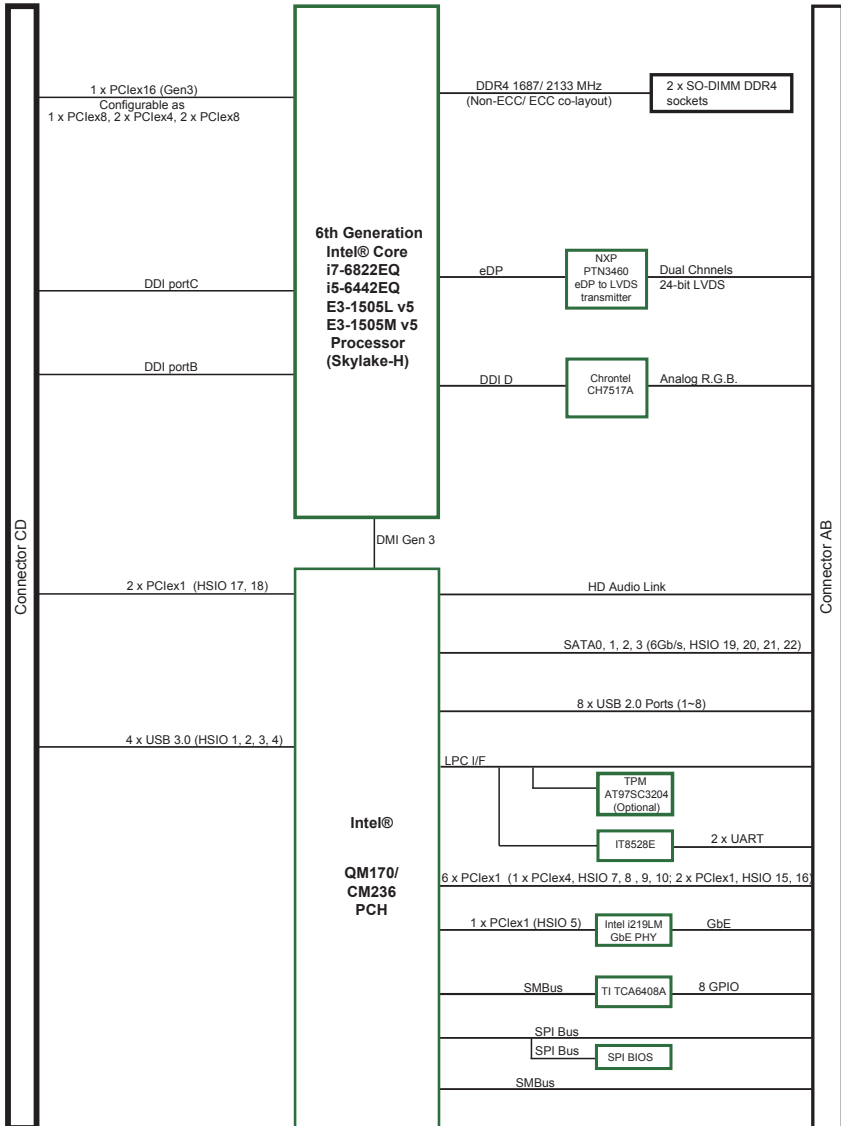 1 x PCIex16 (Gen3)
Configurable as
1 x PCIex8, 2 x PCIex4, 2 x PCIex8
DDR4 1687/ 2133 MHz
(Non-ECC/ ECC co-layout)
2 x SO-DIMM DDR4
sockets
6th Generation
Intel® Core
i7-6822EQ
i5-6442EQ
E3-1505L v5
E3-1505M v5
Processor
(Skylake-H)
eDP
NXP
PTN3460
eDP to LVDS
transmitter
Dual Chnnels
24-bit LVDS
DDI portC
DDI portB
DDI D
Chrontel
CH7517A
Analog R.G.B.
Connector CD
Connector AB
DMI Gen 3
2 x PCIex1 (HSIO 17, 18)
HD Audio Link
SATA0, 1, 2, 3 (6Gb/s, HSIO 19, 20, 21, 22)
8 x USB 2.0 Ports (1~8)
4 x USB 3.0 (HSIO 1, 2, 3, 4)
LPC I/F
TPM
AT97SC3204
(Optional)
Intel®
QM170/
CM236
PCH
IT8528E
2 x UART
6 x PCIex1 (1 x PCIex4, HSIO 7, 8 , 9, 10; 2 x PCIex1, HSIO 15, 16)
1 x PCIex1 (HSIO 5)
Intel i219LM
GbE PHY
GbE
SMBus
TI TCA6408A
8 GPIO
SPI Bus
SPI Bus
SPI BIOS
SMBus